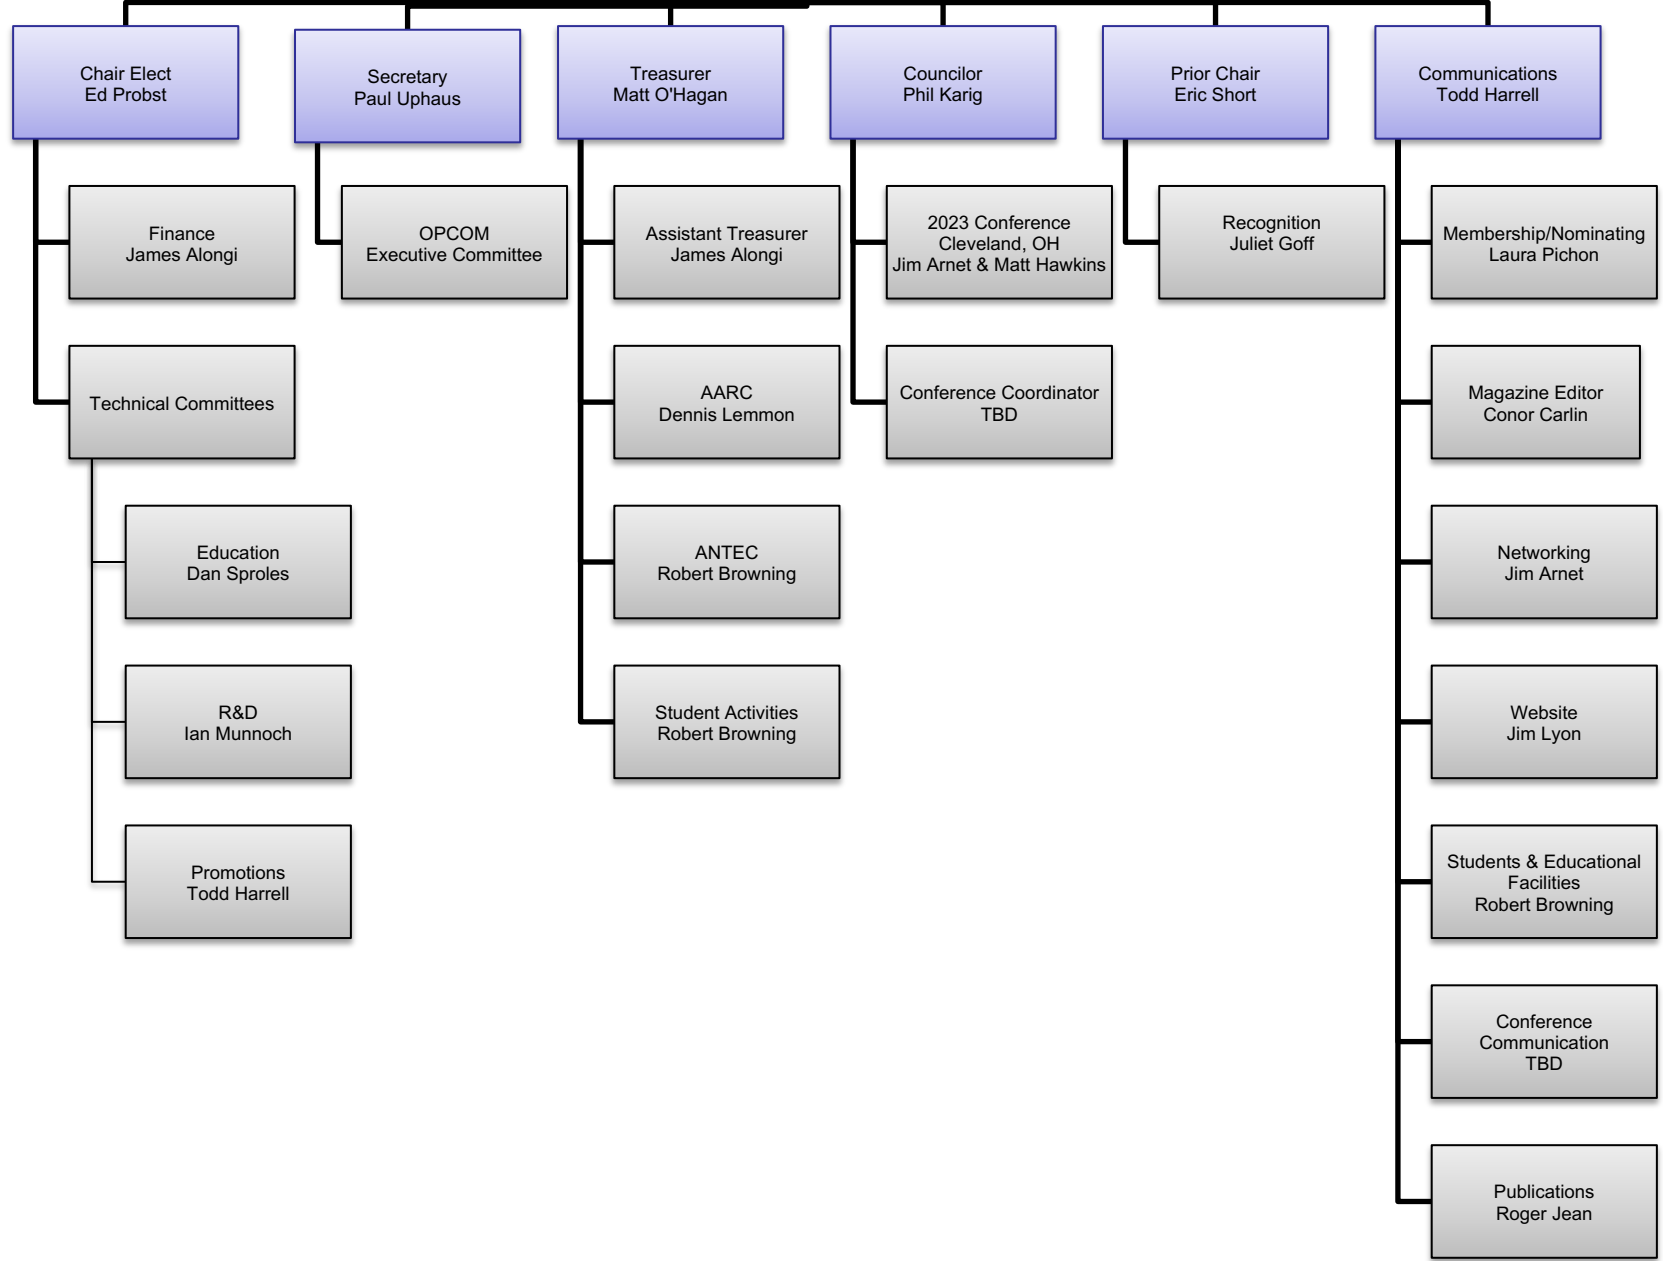 Chair Elect
Ed Probst
Secretary
Paul Uphaus
Treasurer
Matt O'Hagan
Councilor
Phil Karig
Prior Chair
Eric Short
Communications
Todd Harrell
Finance
James Alongi
OPCOM
Executive Committee
Assistant Treasurer
James Alongi
2023 Conference
Cleveland, OH
Jim Arnet & Matt Hawkins
Recognition
Juliet Goff
Membership/Nominating
Laura Pichon
Technical Committees
AARC
Dennis Lemmon
Conference Coordinator
TBD
Magazine Editor
Conor Carlin
Education
Dan Sproles
ANTEC
Robert Browning
Networking
Jim Arnet
R&D
Ian Munnoch
Student Activities
Robert Browning
Website
Jim Lyon
Promotions
Todd Harrell
Students & Educational
Facilities
Robert Browning
Conference
Communication
TBD
Publications
Roger Jean